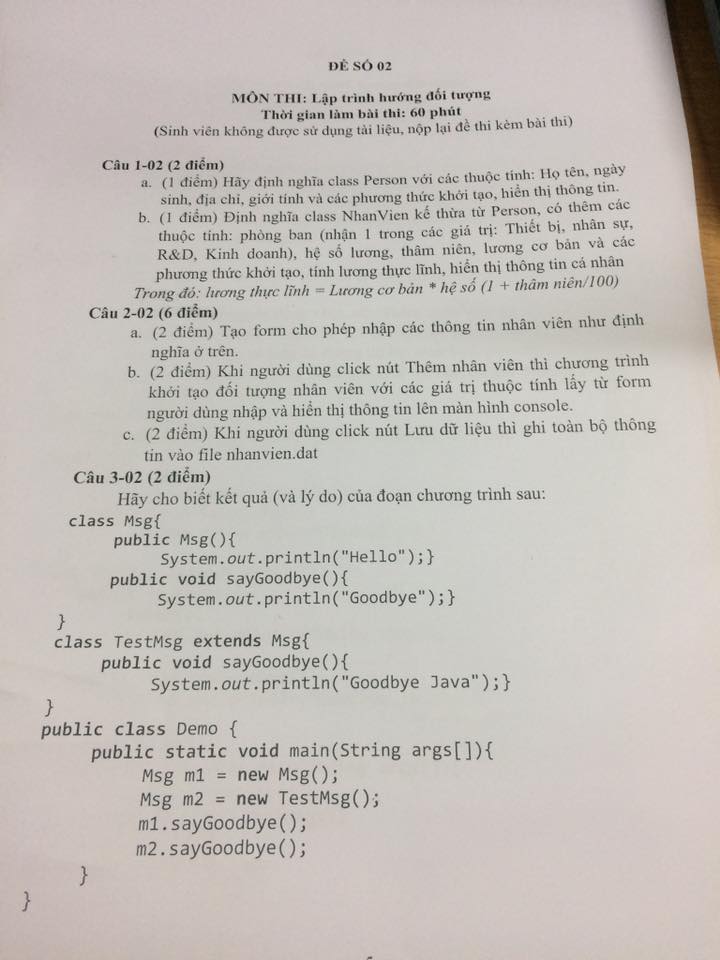 ĐỀ SỐ 02
MÔN THI: Lập trình hướng đối tượng
Thời gian làm bài thi: 60 phút
(Sinh viên không được sử dụng tài liệu, nộp lại đề thi kèm bài thi)
Câu 1-02 (2 điểm)
a. (1 điểm) Hãy định nghĩa class Person với các thuộc tính: Họ tên, ngày
sinh, địa chỉ, giới tính và các phương thức khởi tạo, hiển thị thông tin.
b. (1 điểm) Định nghĩa class NhanVien kế thừa từ Person, có thêm các
thuộc tính: phòng ban (nhận 1 trong các giá trị: Thiết bị, nhân sự,
R&D, Kinh doanh), hệ số lương, thâm niên, lương cơ bản và các
phương thức khởi tạo, tính lương thực lĩnh, hiển thị thông tin cá nhân
Trong đó: lương thực lĩnh = Lương cơ bản * hệ số (1 + thâm niên/100)
Câu 2-02 (6 điểm)
a. (2 điểm) Tạo form cho phép nhập các thông tin nhân viên như định
nghĩa ở trên.
b. (2 điểm) Khi người dùng click nút Thêm nhân viên thì chương trình
khởi tạo đối tượng nhân viên với các giá trị thuộc tính lấy từ form
người dùng nhập và hiển thị thông tin lên màn hình console.
c. (2 điểm) Khi người dùng click nút Lưu dữ liệu thì ghi toàn bộ thông
tin vào file nhanvien.dat
Câu 3-02 (2 điểm)
Hãy cho biết kết quả (và lý do) của đoạn chương trình sau:
class Msg{
public Msg(){
System.out.println("Hello");}
public void sayGoodbye(){
System.out.println("Goodbye");}
}
class TestMsg extends Msg{
public void sayGoodbye(){
System.out.println("Goodbye Java");}
}
public class Demo {
public static void main(String args[]){
Msg m1 = new Msg();
Msg m2 = new TestMsg();
m1.sayGoodbye();
m2.sayGoodbye();
}
}